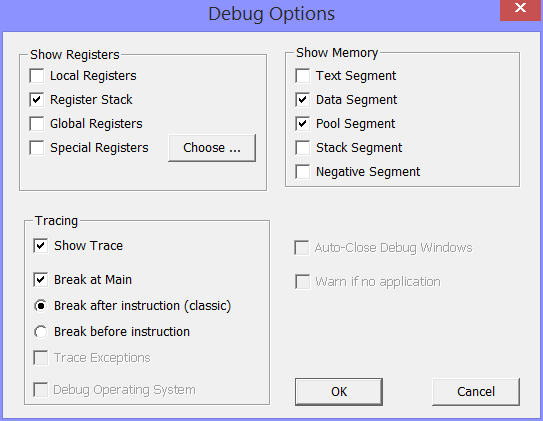 Debug Options
Show Registers
Local Registers
Register Stack
Global Registers
Special Registers
Choose ...
Show Memory
Text Segment
Data Segment
Pool Segment
Stack Segment
Negative Segment
Tracing
Show Trace
Break at Main
Break after instruction (classic)
Break before instruction
Trace Exceptions
Debug Operating System
Auto-Close Debug Windows
Warn if no application
OK
Cancel